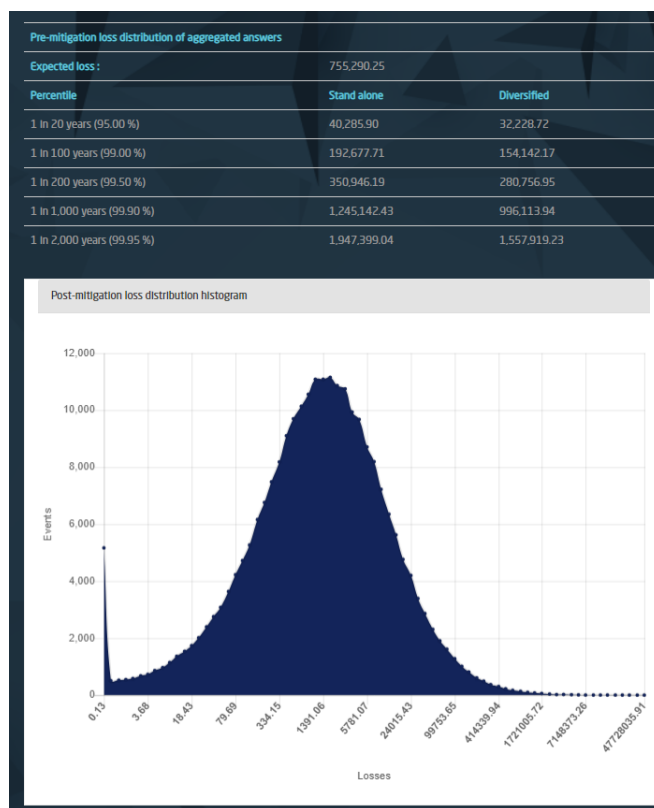 Pre-mitigation loss distribution of aggregated answers
Expected loss : 755,290.25
Percentile Stand alone Diversified
1 in 20 years (95.00 %) 40,285.90 32,228.72
1 in 100 years (99.00 %) 192,677.71 154,142.17
1 in 200 years (99.50 %) 350,946.19 280,756.95
1 in 1,000 years (99.90 %) 1,245,142.43 996,113.94
1 in 2,000 years (99.95 %) 1,947,399.04 1,557,919.23
Post-mitigation loss distribution histogram
12,000
10,000
8,000
6,000
4,000
2,000
0
Events
0.13 3.68 18.43 79.69 334.15 1391.06 5781.07 24015.43 99753.65 414339.94 1721005.72 7148373.26 47728035.91
Losses